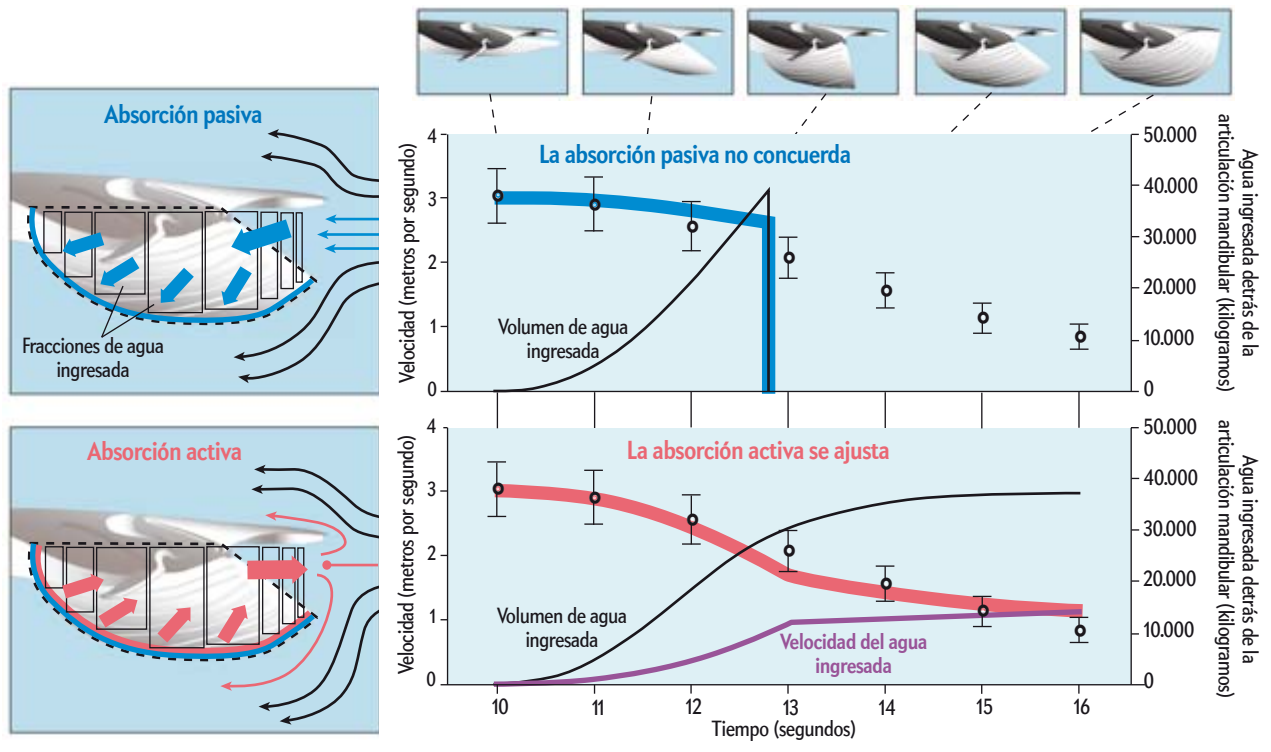 Absorción pasiva
Fracciones de agua
ingresada
La absorción pasiva no concuerda
Velocidad (metros por segundo)
4
3
2
1
0
Volumen de agua
ingresada
50.000
40.000
30.000
20.000
10.000
0
Agua ingresada detrás de la
articulación mandibular (kilogramos)
Absorción activa
La absorción activa se ajusta
Velocidad (metros por segundo)
4
3
2
1
0
Volumen de agua
ingresada
Velocidad del agua
ingresada
50.000
40.000
30.000
20.000
10.000
0
Agua ingresada detrás de la
articulación mandibular (kilogramos)
10 11 12 13 14 15 16
Tiempo (segundos)